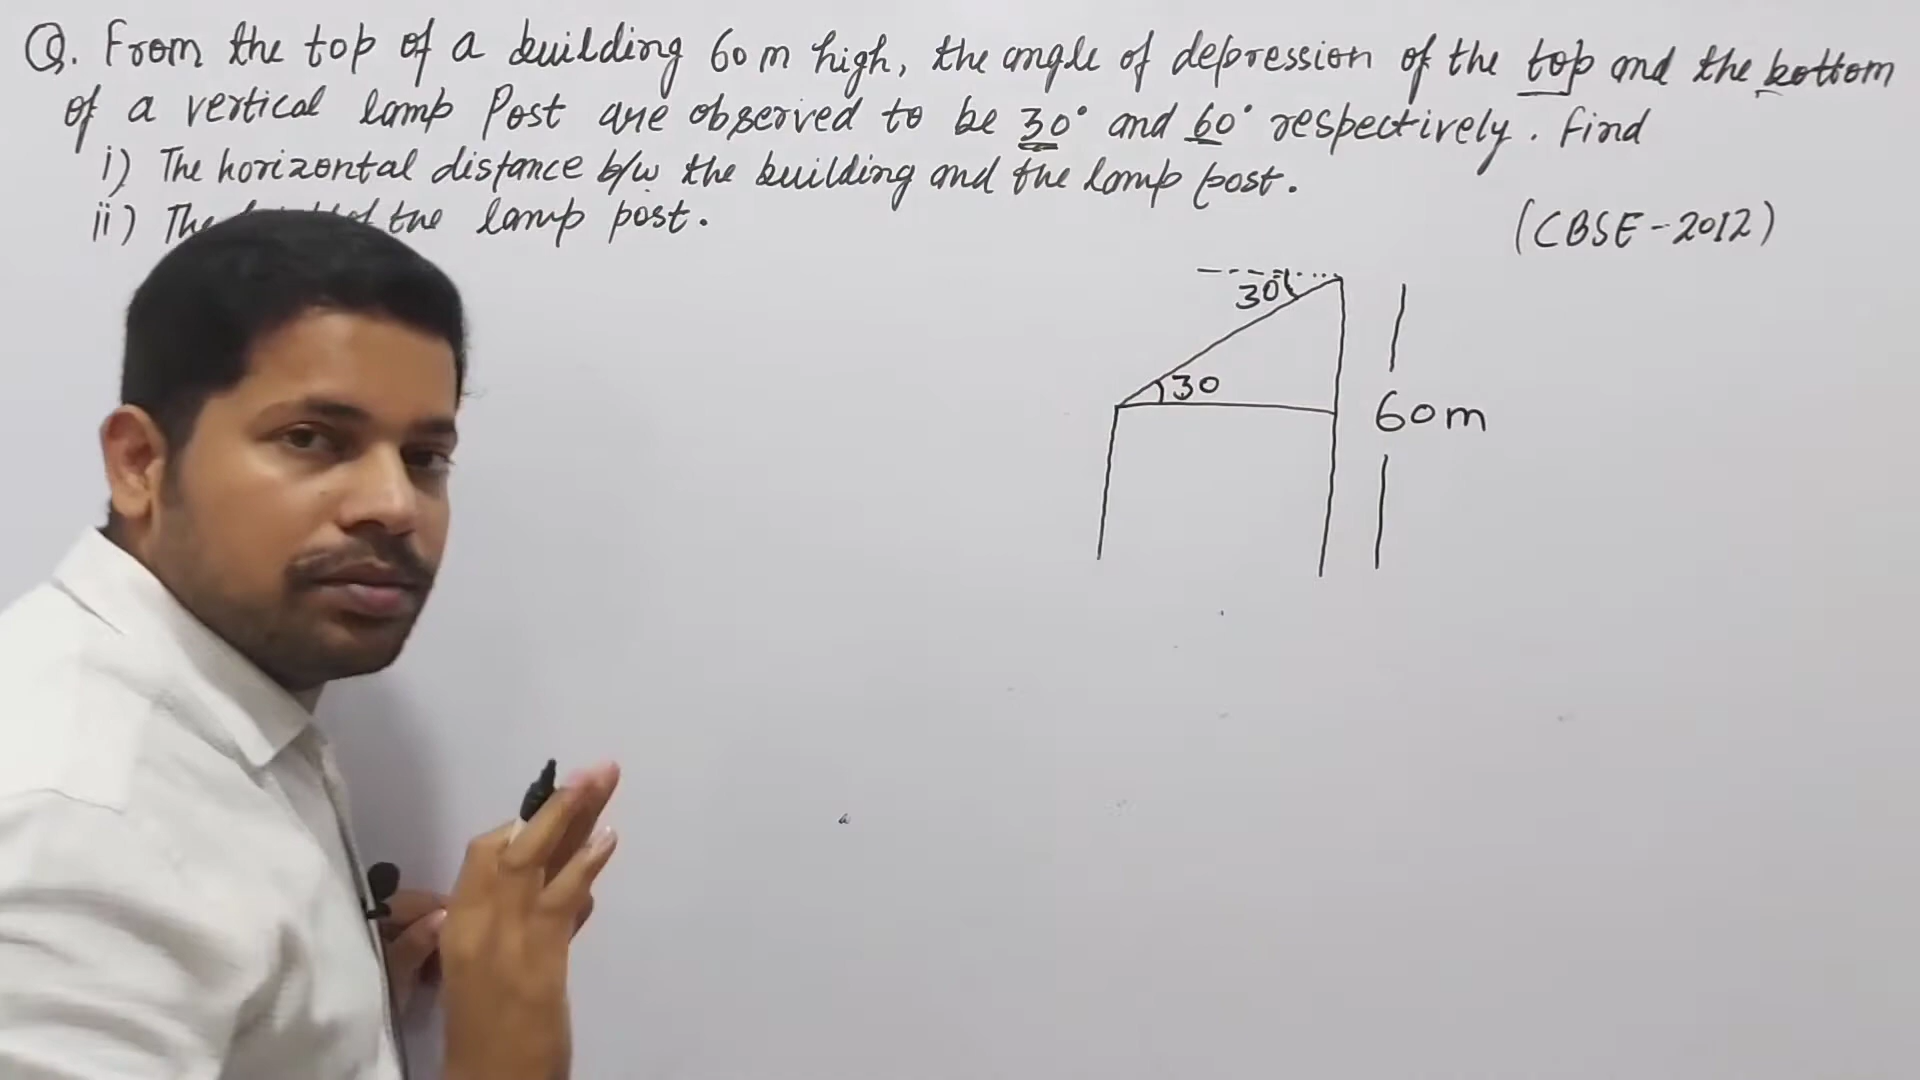 Q. From the top of a building 60 m high, the angle of depression of the top and the bottom
of a vertical lamp Post are observed to be 30° and 60° respectively. Find
i) The horizontal distance b/w the building and the lamp post.
ii) The the lamp post.
(CBSE-2012)
30
30
60m